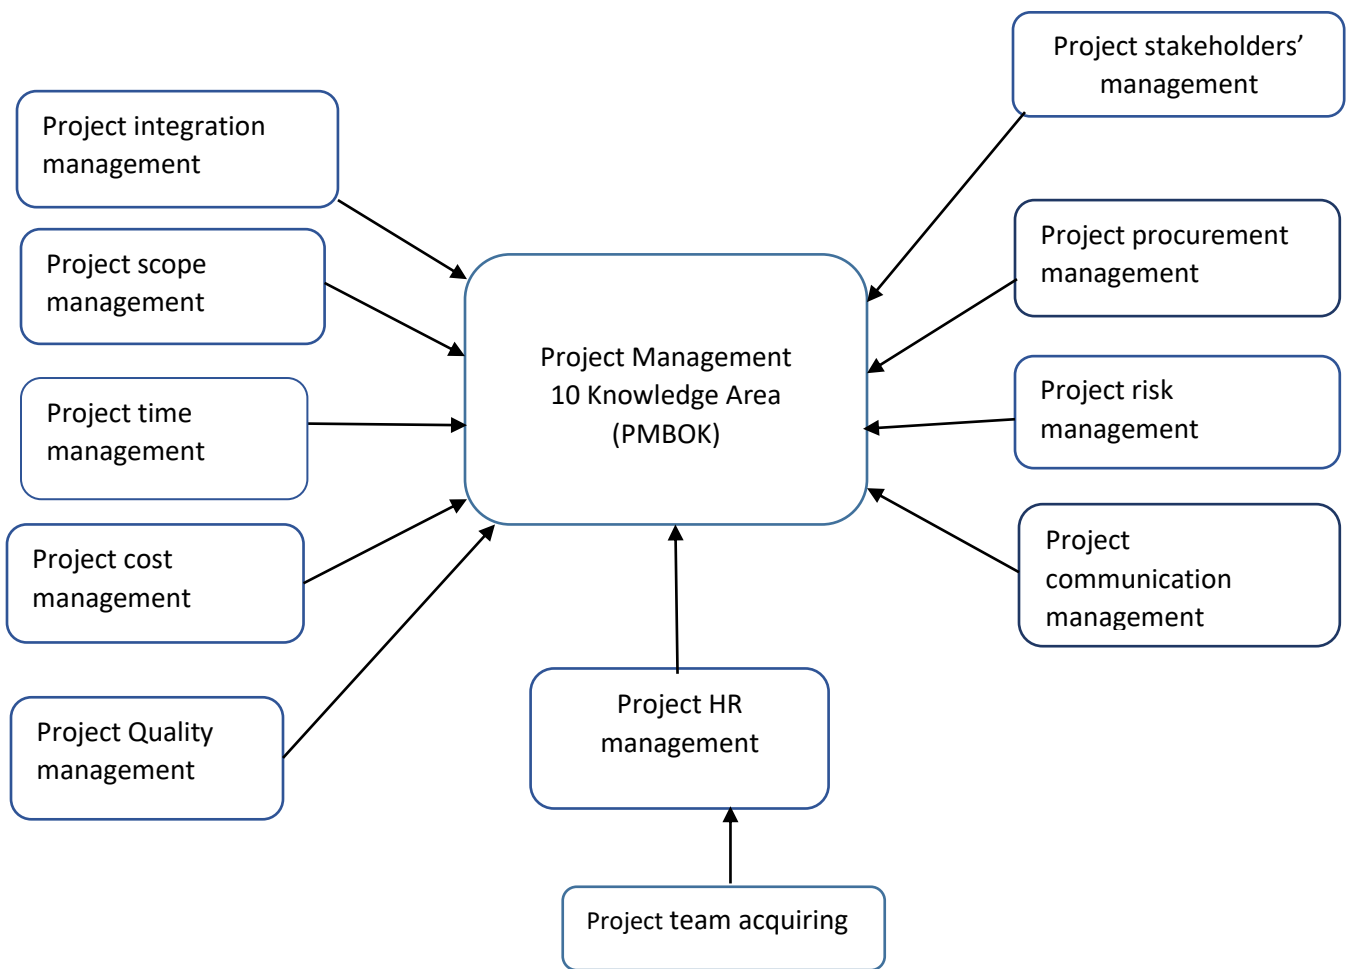 Project stakeholders’
management
Project integration
management
Project procurement
management
Project scope
management
Project Management
10 Knowledge Area
(PMBOK)
Project risk
management
Project time
management
Project
communication
management
Project cost
management
Project HR
management
Project Quality
management
Project team acquiring